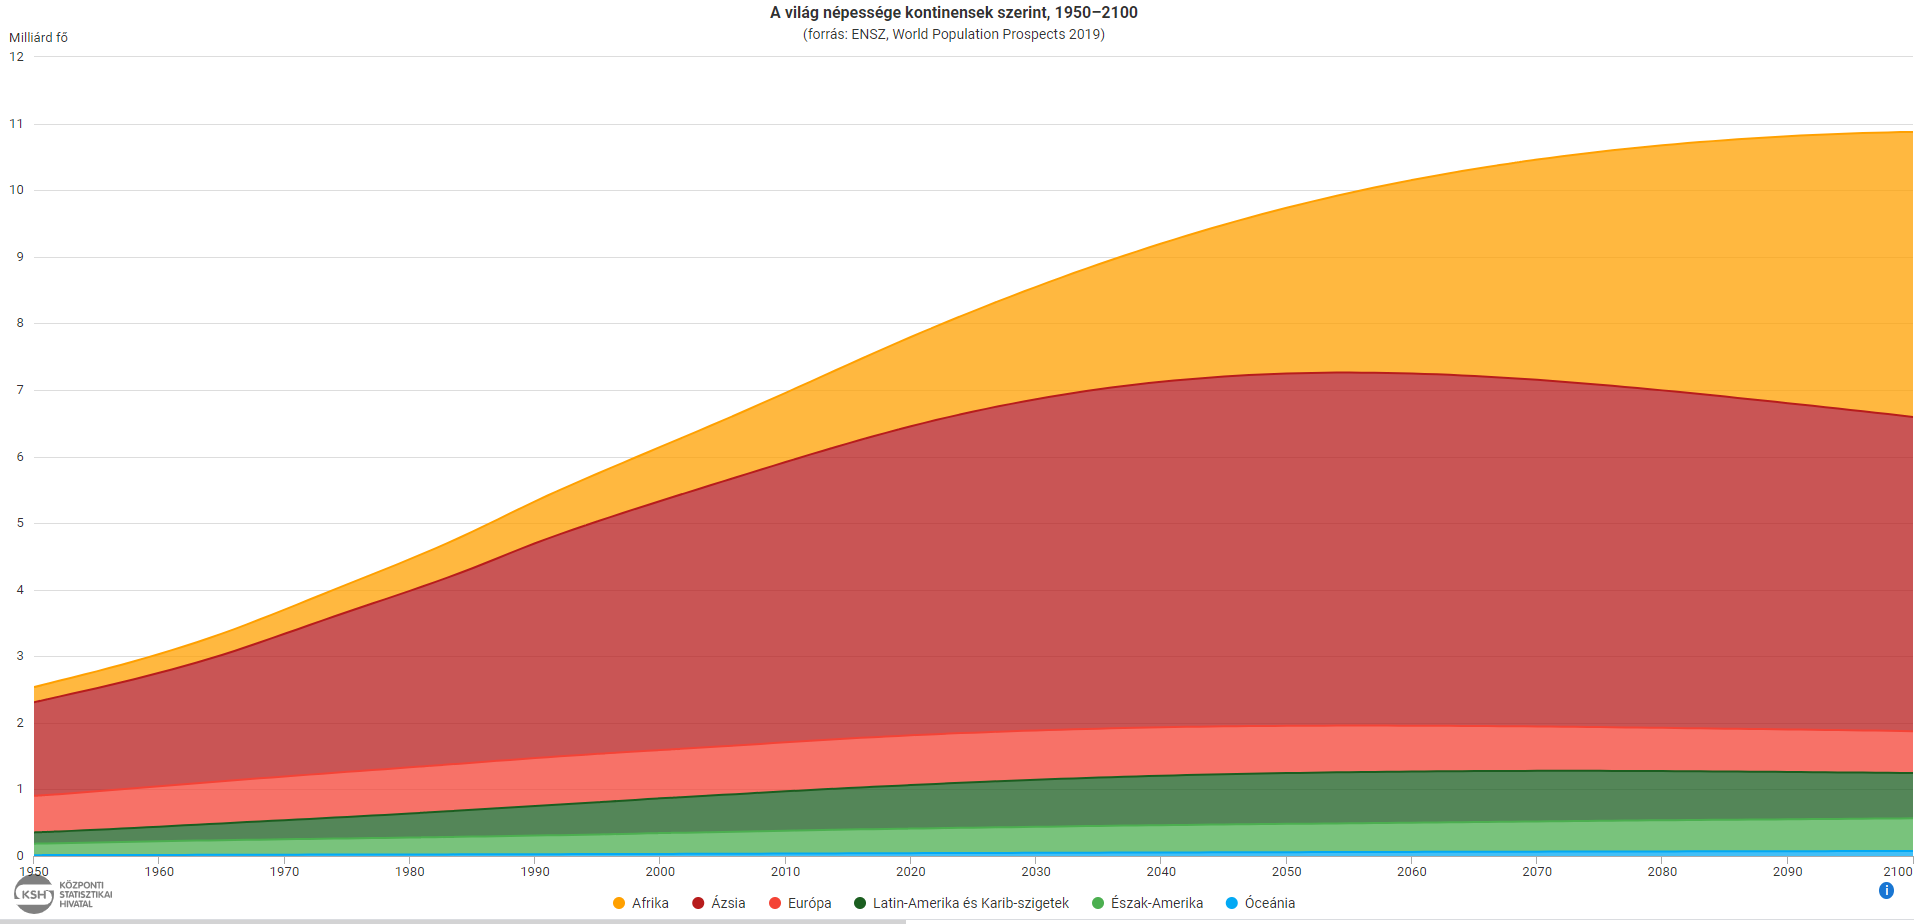 A világ népessége kontinensek szerint, 1950–2100
(forrás: ENSZ, World Population Prospects 2019)
Milliárd fő
12
11
10
9
8
7
6
5
4
3
2
1
0
1950 1960 1970 1980 1990 2000 2010 2020 2030 2040 2050 2060 2070 2080 2090 2100
KSH KÖZPONTI
STATISZTIKAI
HIVATAL
i
Afrika Ázsia Európa Latin-Amerika és Karib-szigetek Észak-Amerika Óceánia